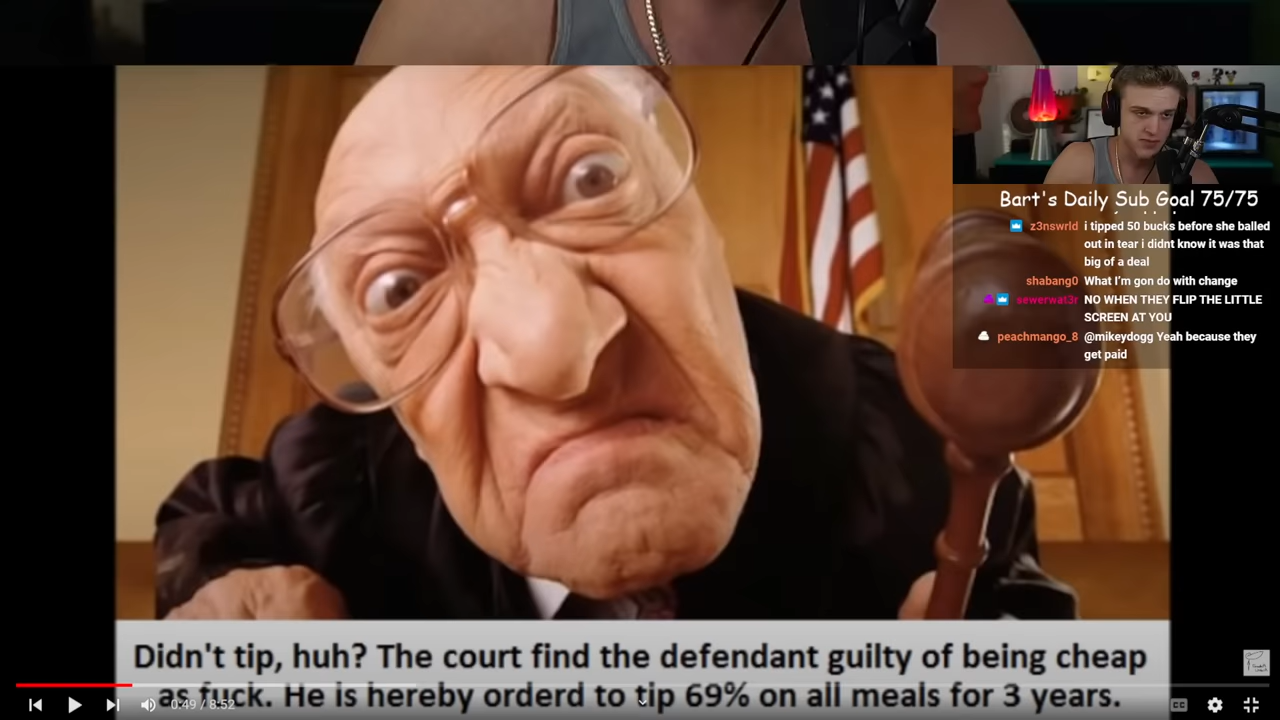 Bart's Daily Sub Goal 75/75
z3nswrld i tipped 50 bucks before she balled
out in tear i didnt know it was that
big of a deal
shabang0 What I'm gon do with change
sewerwat3r NO WHEN THEY FLIP THE LITTLE
SCREEN AT YOU
peachmango_8 @mikeydogg Yeah because they
get paid
Didn't tip, huh? The court find the defendant guilty of being cheap
as fuck. He is hereby orderd to tip 69% on all meals for 3 years.
0:49 / 8:52
CC